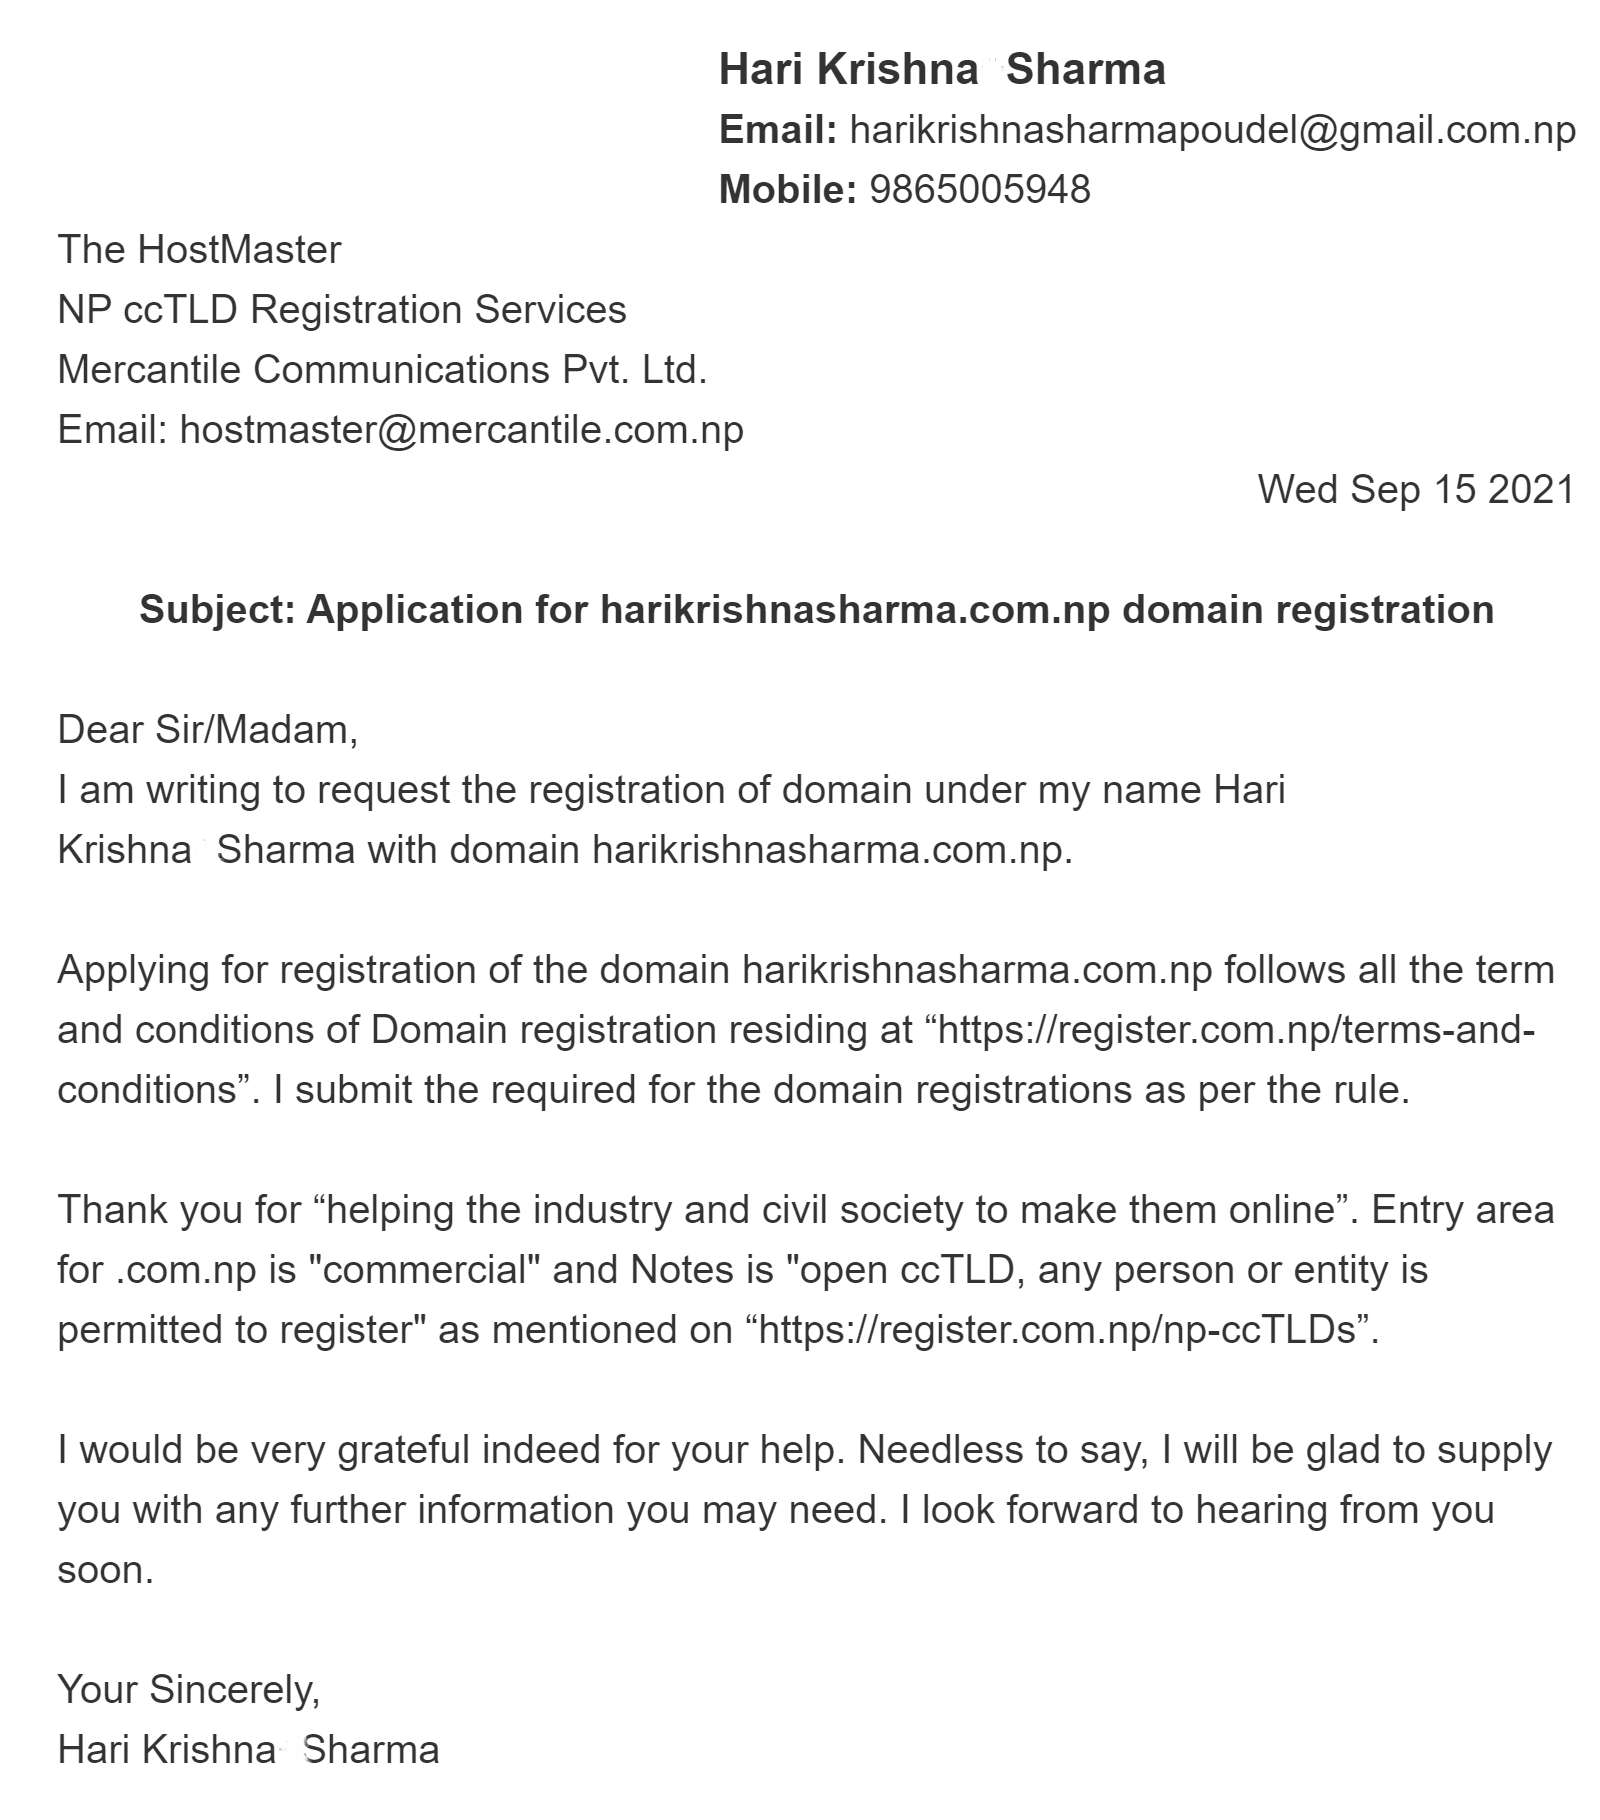 Hari Krishna Sharma
Email: harikrishnasharmapoudel@gmail.com.np
Mobile: 9865005948
The HostMaster
NP ccTLD Registration Services
Mercantile Communications Pvt. Ltd.
Email: hostmaster@mercantile.com.np
Wed Sep 15 2021
Subject: Application for harikrishnasharma.com.np domain registration
Dear Sir/Madam,
I am writing to request the registration of domain under my name Hari
Krishna Sharma with domain harikrishnasharma.com.np.
Applying for registration of the domain harikrishnasharma.com.np follows all the term
and conditions of Domain registration residing at “https://register.com.np/terms-and-
conditions”. I submit the required for the domain registrations as per the rule.
Thank you for “helping the industry and civil society to make them online”. Entry area
for .com.np is "commercial" and Notes is "open ccTLD, any person or entity is
permitted to register" as mentioned on “https://register.com.np/np-ccTLDs”.
I would be very grateful indeed for your help. Needless to say, I will be glad to supply
you with any further information you may need. I look forward to hearing from you
soon.
Your Sincerely,
Hari Krishna Sharma